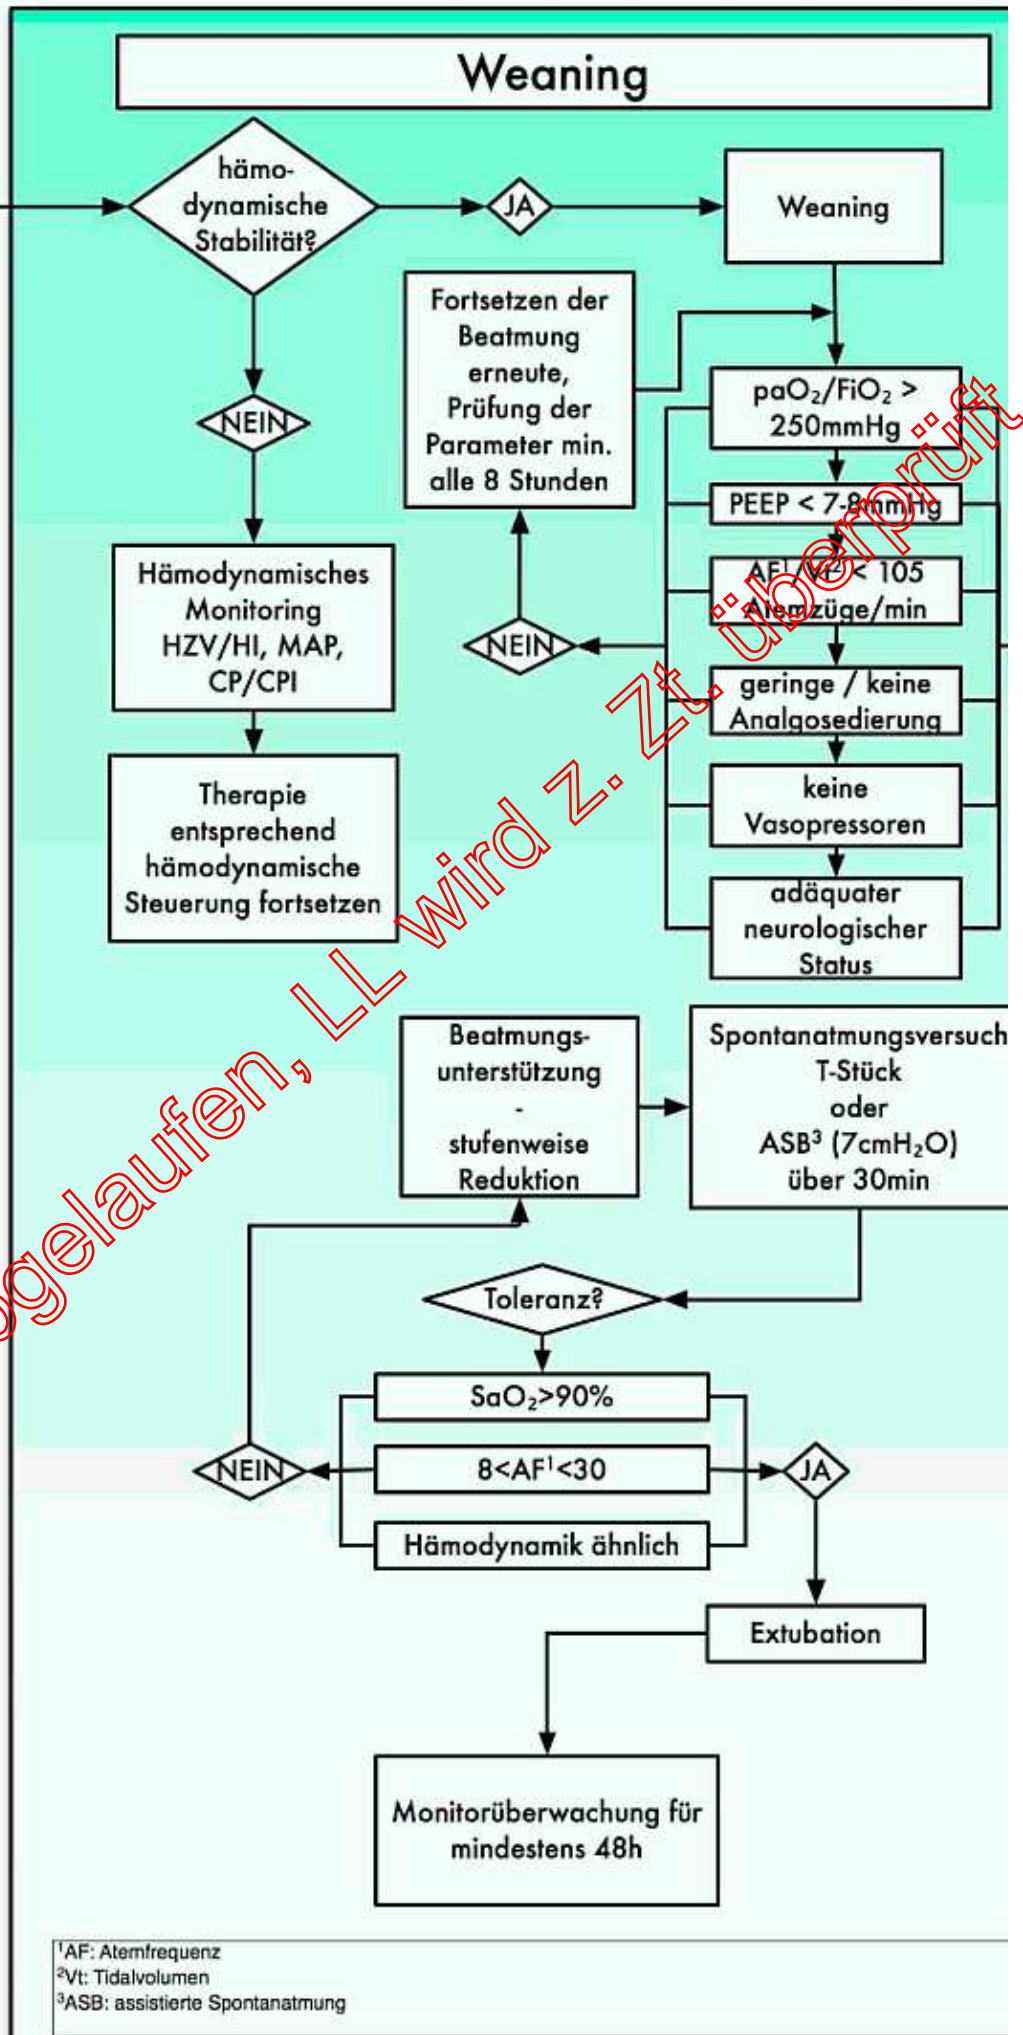 Weaning
hämo-
dynamische
Stabilität?
JA
Weaning
NEIN
Fortsetzen der
Beatmung
erneute,
Prüfung der
Parameter min.
alle 8 Stunden
paO₂/FiO₂ >
250mmHg
PEEP < 7-8mmHg
AF¹/Vt² < 105
Atemzüge/min
geringe / keine
Analgosedierung
keine
Vasopressoren
adäquater
neurologischer
Status
NEIN
Hämodynamisches
Monitoring
HZV/HI, MAP,
CP/CPI
Therapie
entsprechend
hämodynamische
Steuerung fortsetzen
Beatmungs-
unterstützung
-
stufenweise
Reduktion
Spontanatmungsversuch
T-Stück
oder
ASB³ (7cmH₂O)
über 30min
Toleranz?
SaO₂>90%
8<AF¹<30
Hämodynamik ähnlich
NEIN
JA
Extubation
Monitorüberwachung für
mindestens 48h
¹AF: Atemfrequenz
²Vt: Tidalvolumen
³ASB: assistierte Spontanatmung
ogelaufen, LL wird z. Zt. überprüft